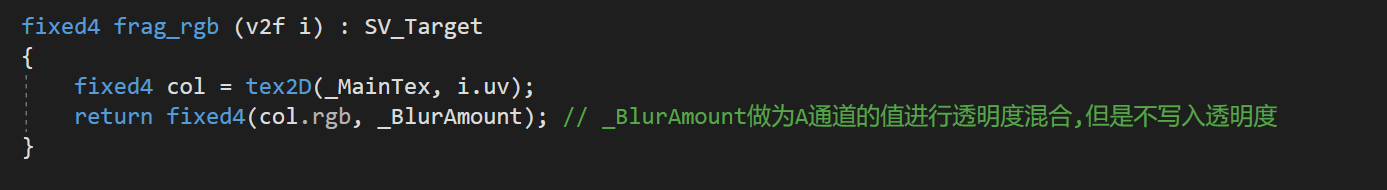 fixed4 frag_rgb (v2f i) : SV_Target
{
    fixed4 col = tex2D(_MainTex, i.uv);
    return fixed4(col.rgb, _BlurAmount); // _BlurAmount做为A通道的值进行透明度混合,但是不写入透明度
}